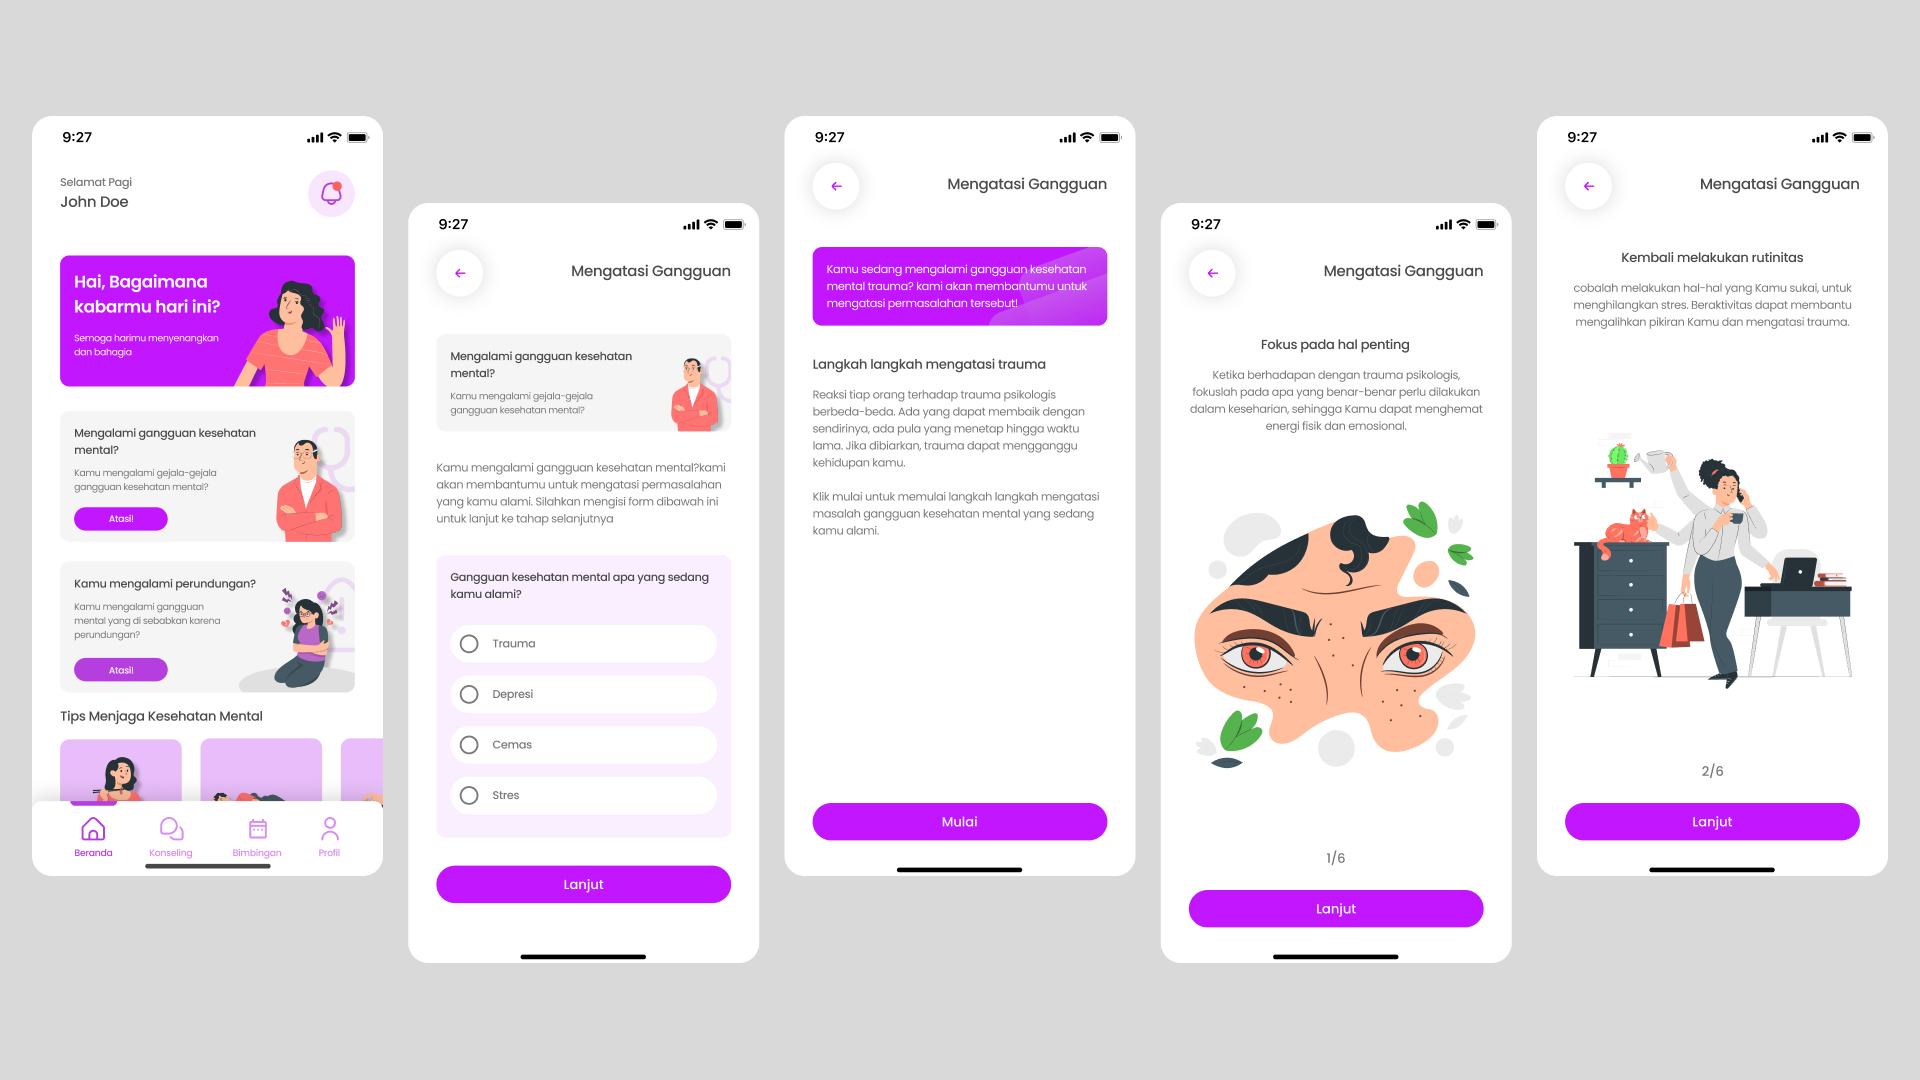 9:27
Selamat Pagi
John Doe
Hai, Bagaimana
kabarmu hari ini?
Semoga harimu menyenangkan
dan bahagia
Mengalami gangguan kesehatan
mental?
Kamu mengalami gejala-gejala
gangguan kesehatan mental?
Atasi!
Kamu mengalami perundungan?
Kamu mengalami gangguan
mental yang di sebabkan karena
perundungan?
Atasi!
Tips Menjaga Kesehatan Mental
Beranda
Konseling
Bimbingan
Profil
9:27
Mengatasi Gangguan
Mengalami gangguan kesehatan
mental?
Kamu mengalami gejala-gejala
gangguan kesehatan mental?
Kamu mengalami gangguan kesehatan mental?kami
akan membantumu untuk mengatasi permasalahan
yang kamu alami. Silahkan mengisi form dibawah ini
untuk lanjut ke tahap selanjutnya
Gangguan kesehatan mental apa yang sedang
kamu alami?
Trauma
Depresi
Cemas
Stres
Lanjut
9:27
Mengatasi Gangguan
Kamu sedang mengalami gangguan kesehatan
mental trauma? kami akan membantumu untuk
mengatasi permasalahan tersebut!
Langkah langkah mengatasi trauma
Reaksi tiap orang terhadap trauma psikologis
berbeda-beda. Ada yang dapat membaik dengan
sendirinya, ada pula yang menetap hingga waktu
lama. Jika dibiarkan, trauma dapat mengganggu
kehidupan kamu.
Klik mulai untuk memulai langkah langkah mengatasi
masalah gangguan kesehatan mental yang sedang
kamu alami.
Mulai
9:27
Mengatasi Gangguan
Fokus pada hal penting
Ketika berhadapan dengan trauma psikologis,
fokuslah pada apa yang benar-benar perlu dilakukan
dalam keseharian, sehingga Kamu dapat menghemat
energi fisik dan emosional.
1/6
Lanjut
9:27
Mengatasi Gangguan
Kembali melakukan rutinitas
cobalah melakukan hal-hal yang Kamu sukai, untuk
menghilangkan stres. Beraktivitas dapat membantu
mengalihkan pikiran Kamu dan mengatasi trauma.
2/6
Lanjut